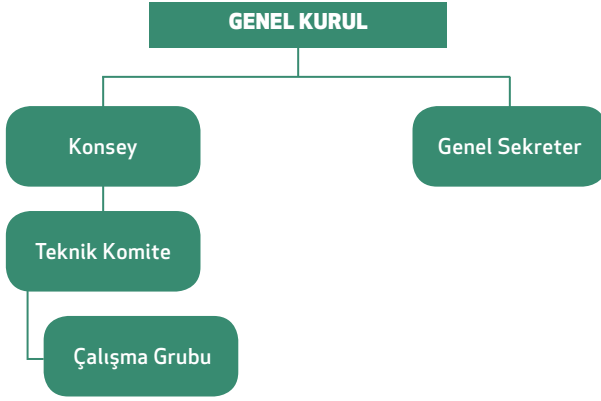 GENEL KURUL
Konsey
Genel Sekreter
Teknik Komite
Çalışma Grubu